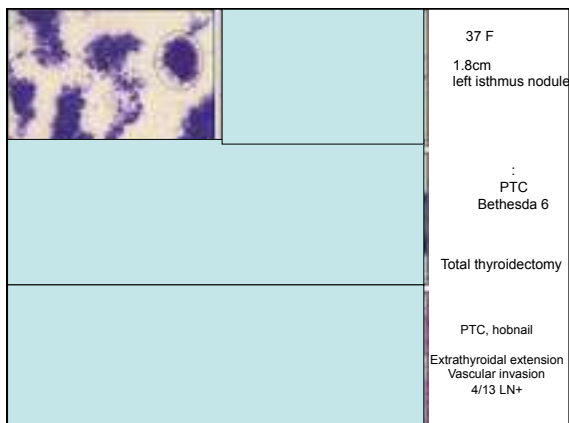 37 F
1.8cm
left isthmus nodule
:
PTC
Bethesda 6
Total thyroidectomy
PTC, hobnail
Extrathyroidal extension
Vascular invasion
4/13 LN+